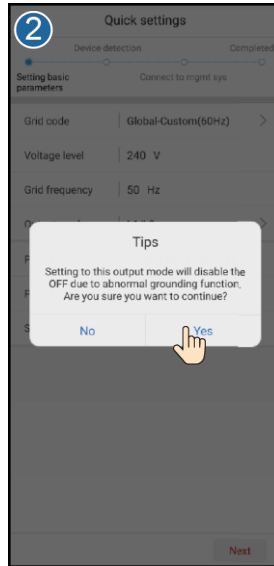 2
Quick settings
Device detection
Completed
Setting basic
parameters
Connect to mgmt sys
Grid code
Global-Custom(60Hz)
Voltage level
240 V
Grid frequency
50 Hz
Tips
Setting to this output mode will disable the
OFF due to abnormal grounding function,
Are you sure you want to continue?
No
Yes
Next